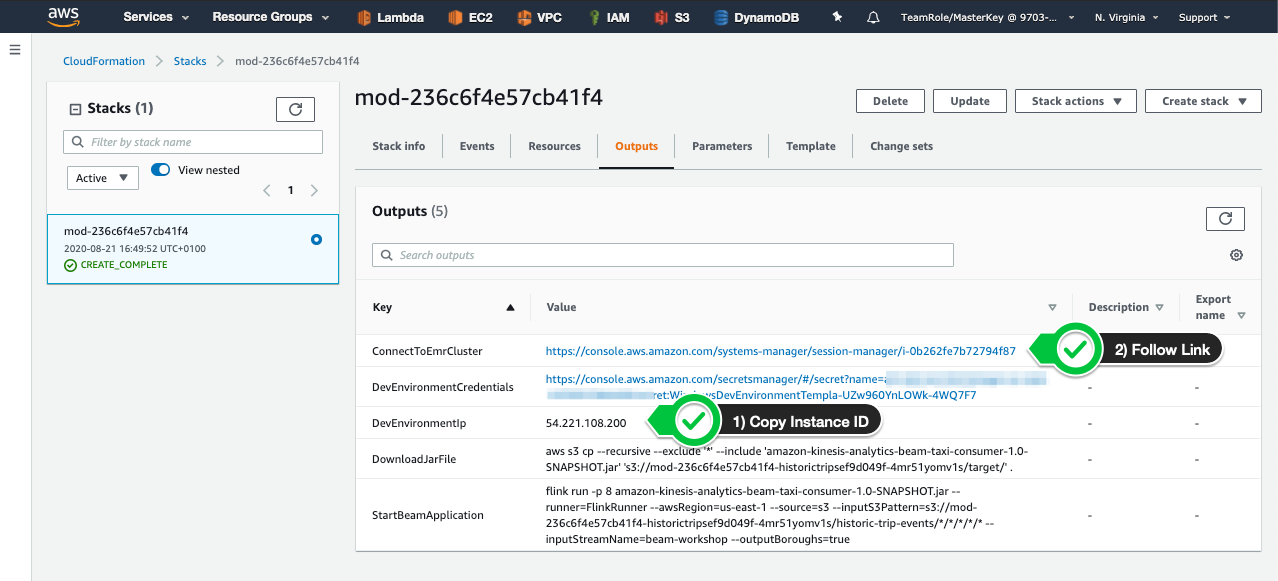 aws
Services
Resource Groups
Lambda
EC2
VPC
IAM
S3
DynamoDB
TeamRole/MasterKey @ 9703-...
N. Virginia
Support
CloudFormation
Stacks
mod-236c6f4e57cb41f4
Stacks (1)
Filter by stack name
Active
View nested
1
mod-236c6f4e57cb41f4
2020-08-21 16:49:52 UTC+0100
CREATE_COMPLETE
mod-236c6f4e57cb41f4
Delete
Update
Stack actions
Create stack
Stack info
Events
Resources
Outputs
Parameters
Template
Change sets
Outputs (5)
Search outputs
Key
Value
Description
Export
name
ConnectToEmrCluster
https://console.aws.amazon.com/systems-manager/session-manager/i-0b262fe7b72794f87
2) Follow Link
DevEnvironmentCredentials
https://console.aws.amazon.com/secretsmanager/#/secret?name=
ret:WindowsDevEnvironmentTempla-UZw960YnLOWk-4WQ7F7
-
-
DevEnvironmentIp
54.221.108.200
1) Copy Instance ID
-
-
DownloadJarFile
aws s3 cp --recursive --exclude '*' --include 'amazon-kinesis-analytics-beam-taxi-consumer-1.0-
SNAPSHOT.jar' 's3://mod-236c6f4e57cb41f4-historictripsef9d049f-4mr51yomv1s/target/' .
-
-
StartBeamApplication
flink run -p 8 amazon-kinesis-analytics-beam-taxi-consumer-1.0-SNAPSHOT.jar --
runner=FlinkRunner --awsRegion=us-east-1 --source=s3 --inputS3Pattern=s3://mod-
236c6f4e57cb41f4-historictripsef9d049f-4mr51yomv1s/historic-trip-events/*/*/*/*/* --
inputStreamName=beam-workshop --outputBoroughs=true
-
-